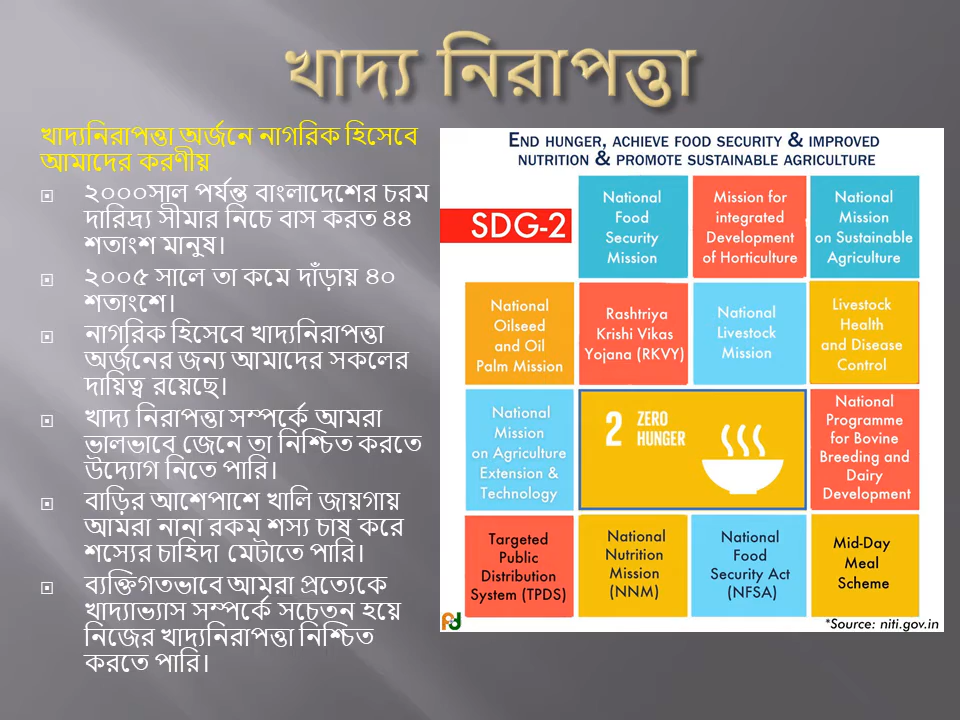 খাদ্য নিরাপত্তা
খাদ্যনিরাপত্তা অর্জনে নাগরিক হিসেবে
আমাদের করণীয়
২০০০সাল পর্যন্ত বাংলাদেশের চরম
দারিদ্র্য সীমার নিচে বাস করত ৪৪
শতাংশ মানুষ।
২০০৫ সালে তা কমে দাঁড়ায় ৪০
শতাংশে।
নাগরিক হিসেবে খাদ্যনিরাপত্তা
অর্জনের জন্য আমাদের সকলের
দায়িত্ব রয়েছে।
খাদ্য নিরাপত্তা সম্পর্কে আমরা
ভালভাবে জেনে তা নিশ্চিত করতে
উদ্যোগ নিতে পারি।
বাড়ির আশেপাশে খালি জায়গায়
আমরা নানা রকম শস্য চাষ করে
শস্যের চাহিদা মেটাতে পারি।
ব্যক্তিগতভাবে আমরা প্রত্যেকে
খাদ্যাভ্যাস সম্পর্কে সচেতন হয়ে
নিজের খাদ্যনিরাপত্তা নিশ্চিত
করতে পারি।
END HUNGER, ACHIEVE FOOD SECURITY & IMPROVED
NUTRITION & PROMOTE SUSTAINABLE AGRICULTURE
SDG-2
National
Food
Security
Mission
Mission for
integrated
Development
of Horticulture
National
Mission
on Sustainable
Agriculture
National
Oilseed
and Oil
Palm Mission
Rashtriya
Krishi Vikas
Yojana (RKVY)
National
Livestock
Mission
Livestock
Health
and Disease
Control
National
Mission
on Agriculture
Extension &
Technology
2 ZERO
HUNGER
National
Programme
for Bovine
Breeding and
Dairy
Development
Targeted
Public
Distribution
System (TPDS)
National
Nutrition
Mission
(NNM)
National
Food
Security Act
(NFSA)
Mid-Day
Meal
Scheme
*Source: niti.gov.in